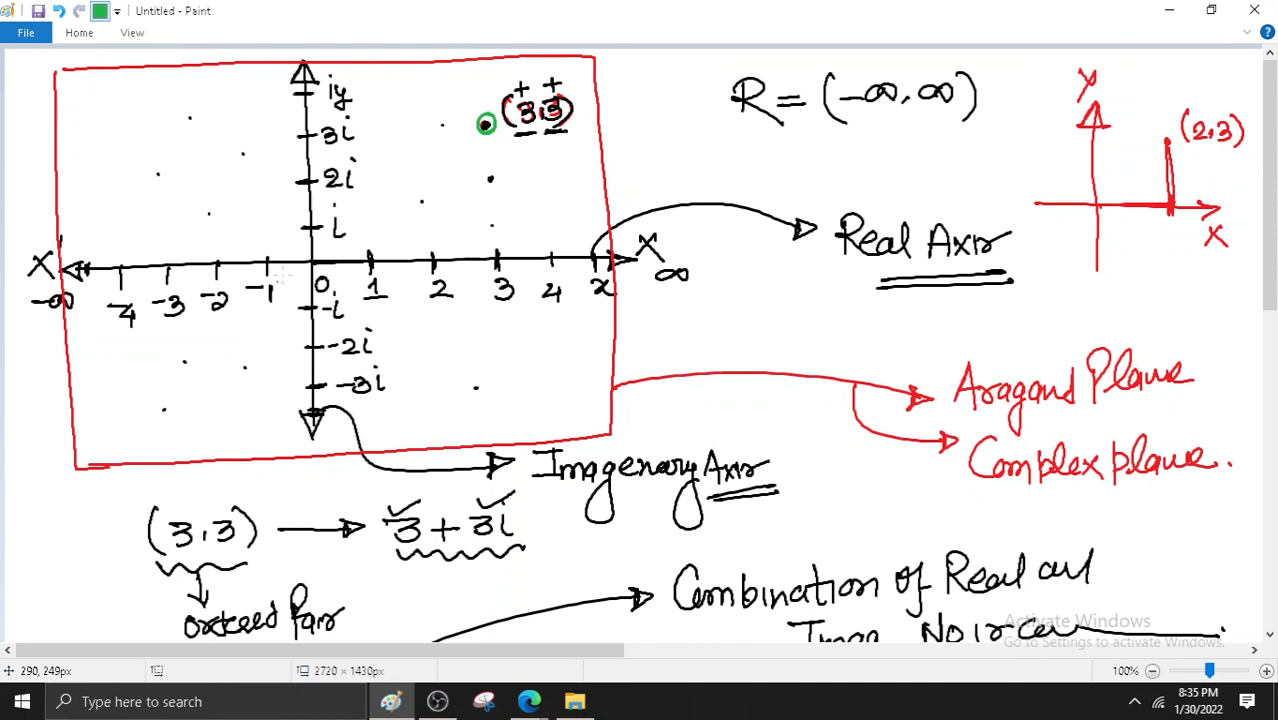 Untitled - Paint
File Home View
iy
3i
2i
i
(3,3)
+ +
R = (-∞, ∞)
Y
(2,3)
X
Real Axis
X'
-∞
-4 -3 -2 -1 0 1 2 3 4 x
X
∞
-i
-2i
-3i
Aragand Plane
Complex plane.
Imagenary Axis
(3,3) → 3 + 3i
Combination of Real
ordered Pair
Imag No
Activate Windows
Go to Settings to activate Windows.
290, 249px
2720 × 1430px
100%
Type here to search
8:35 PM
1/30/2022